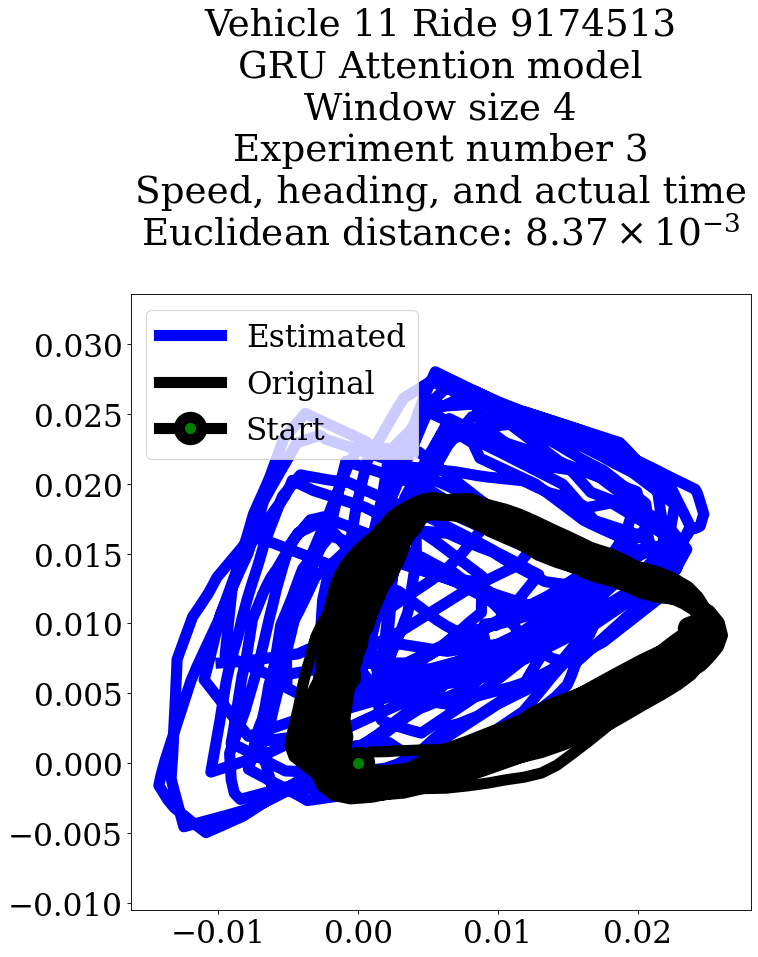 Vehicle 11 Ride 9174513
GRU Attention model
Window size 4
Experiment number 3
Speed, heading, and actual time
Euclidean distance: 8.37 × 10⁻³
Estimated
Original
Start
0.030
0.025
0.020
0.015
0.010
0.005
0.000
−0.005
−0.010
−0.01 0.00 0.01 0.02